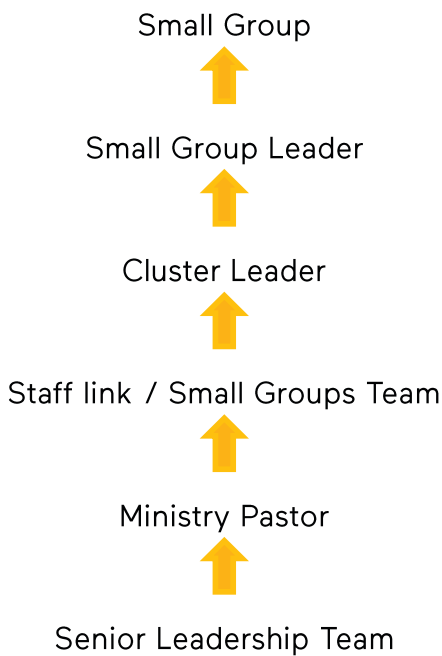 Small Group
Small Group Leader
Cluster Leader
Staff link / Small Groups Team
Ministry Pastor
Senior Leadership Team